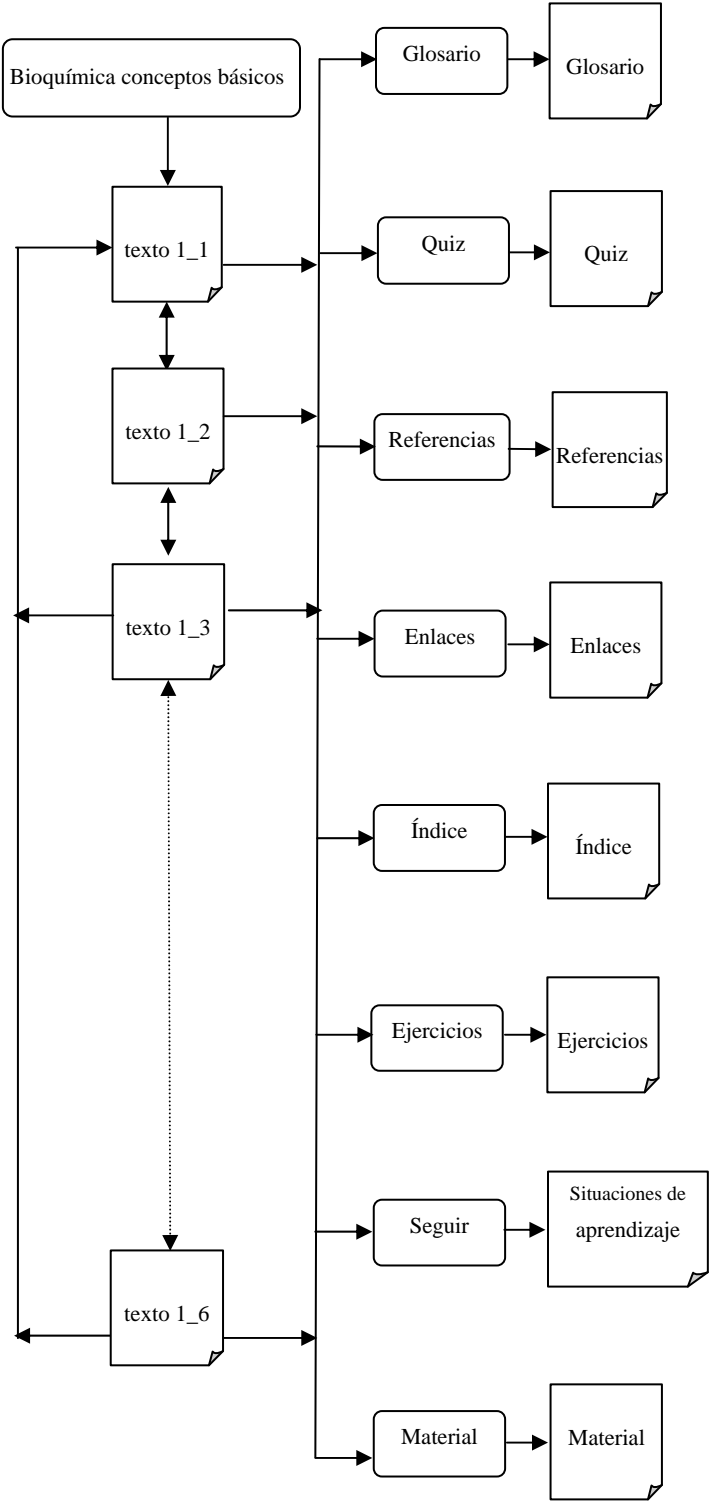 Bioquímica conceptos básicos
texto 1_1
texto 1_2
texto 1_3
texto 1_6
Glosario
Glosario
Quiz
Quiz
Referencias
Referencias
Enlaces
Enlaces
Índice
Índice
Ejercicios
Ejercicios
Seguir
Situaciones de
aprendizaje
Material
Material